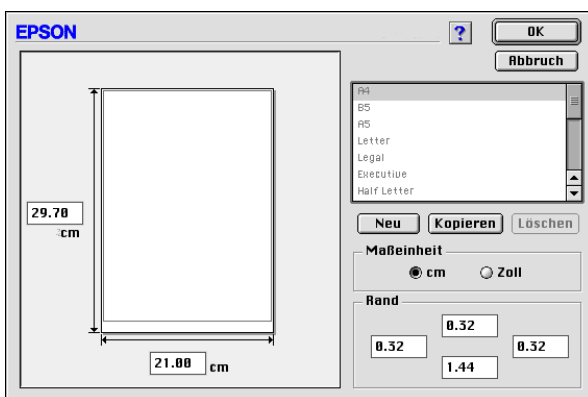 EPSON
?
OK
Abbruch
A4
B5
A5
Letter
Legal
Executive
Half Letter
29.70
cm
21.00 cm
Neu Kopieren Löschen
Maßeinheit
cm Zoll
Rand
0.32
0.32 0.32
1.44